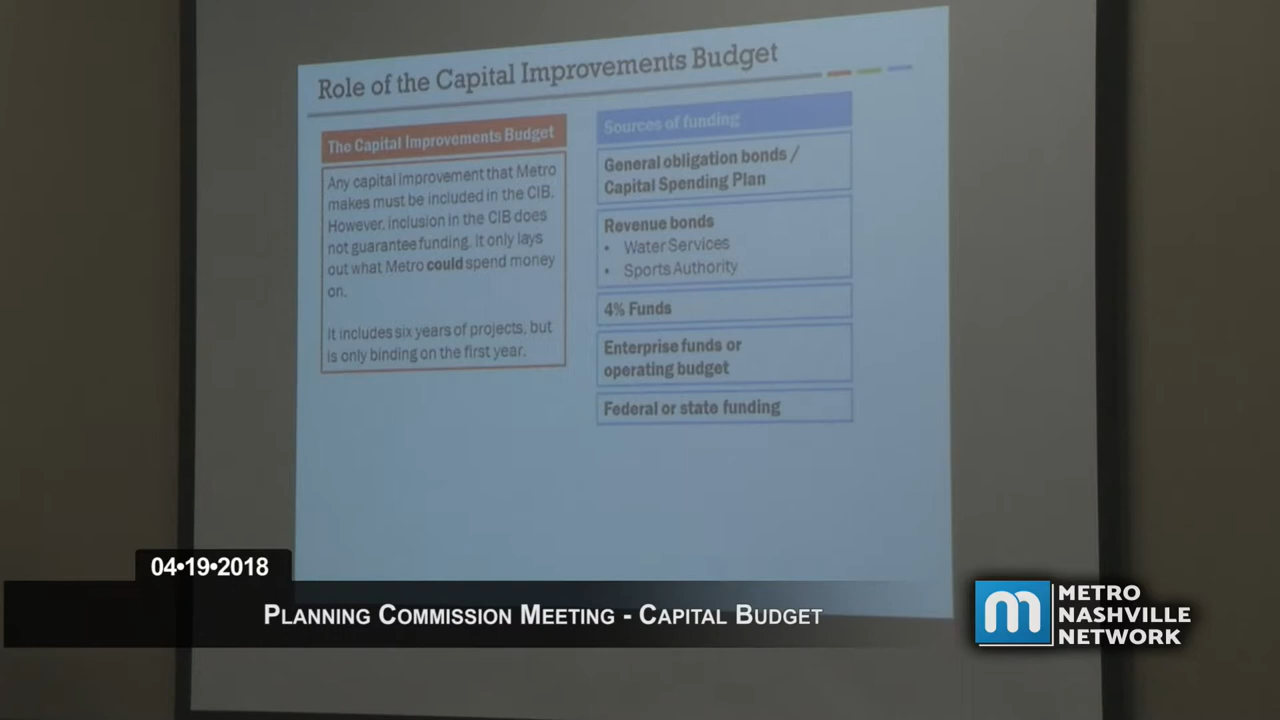 Role of the Capital Improvements Budget
The Capital Improvements Budget
Any capital improvement that Metro
makes must be included in the CIB.
However, inclusion in the CIB does
not guarantee funding. It only lays
out what Metro could spend money
on.
It includes six years of projects, but
is only binding on the first year.
Sources of funding
General obligation bonds /
Capital Spending Plan
Revenue bonds
• Water Services
• Sports Authority
4% Funds
Enterprise funds or
operating budget
Federal or state funding
04•19•2018
Planning Commission Meeting - Capital Budget
m
METRO
NASHVILLE
NETWORK